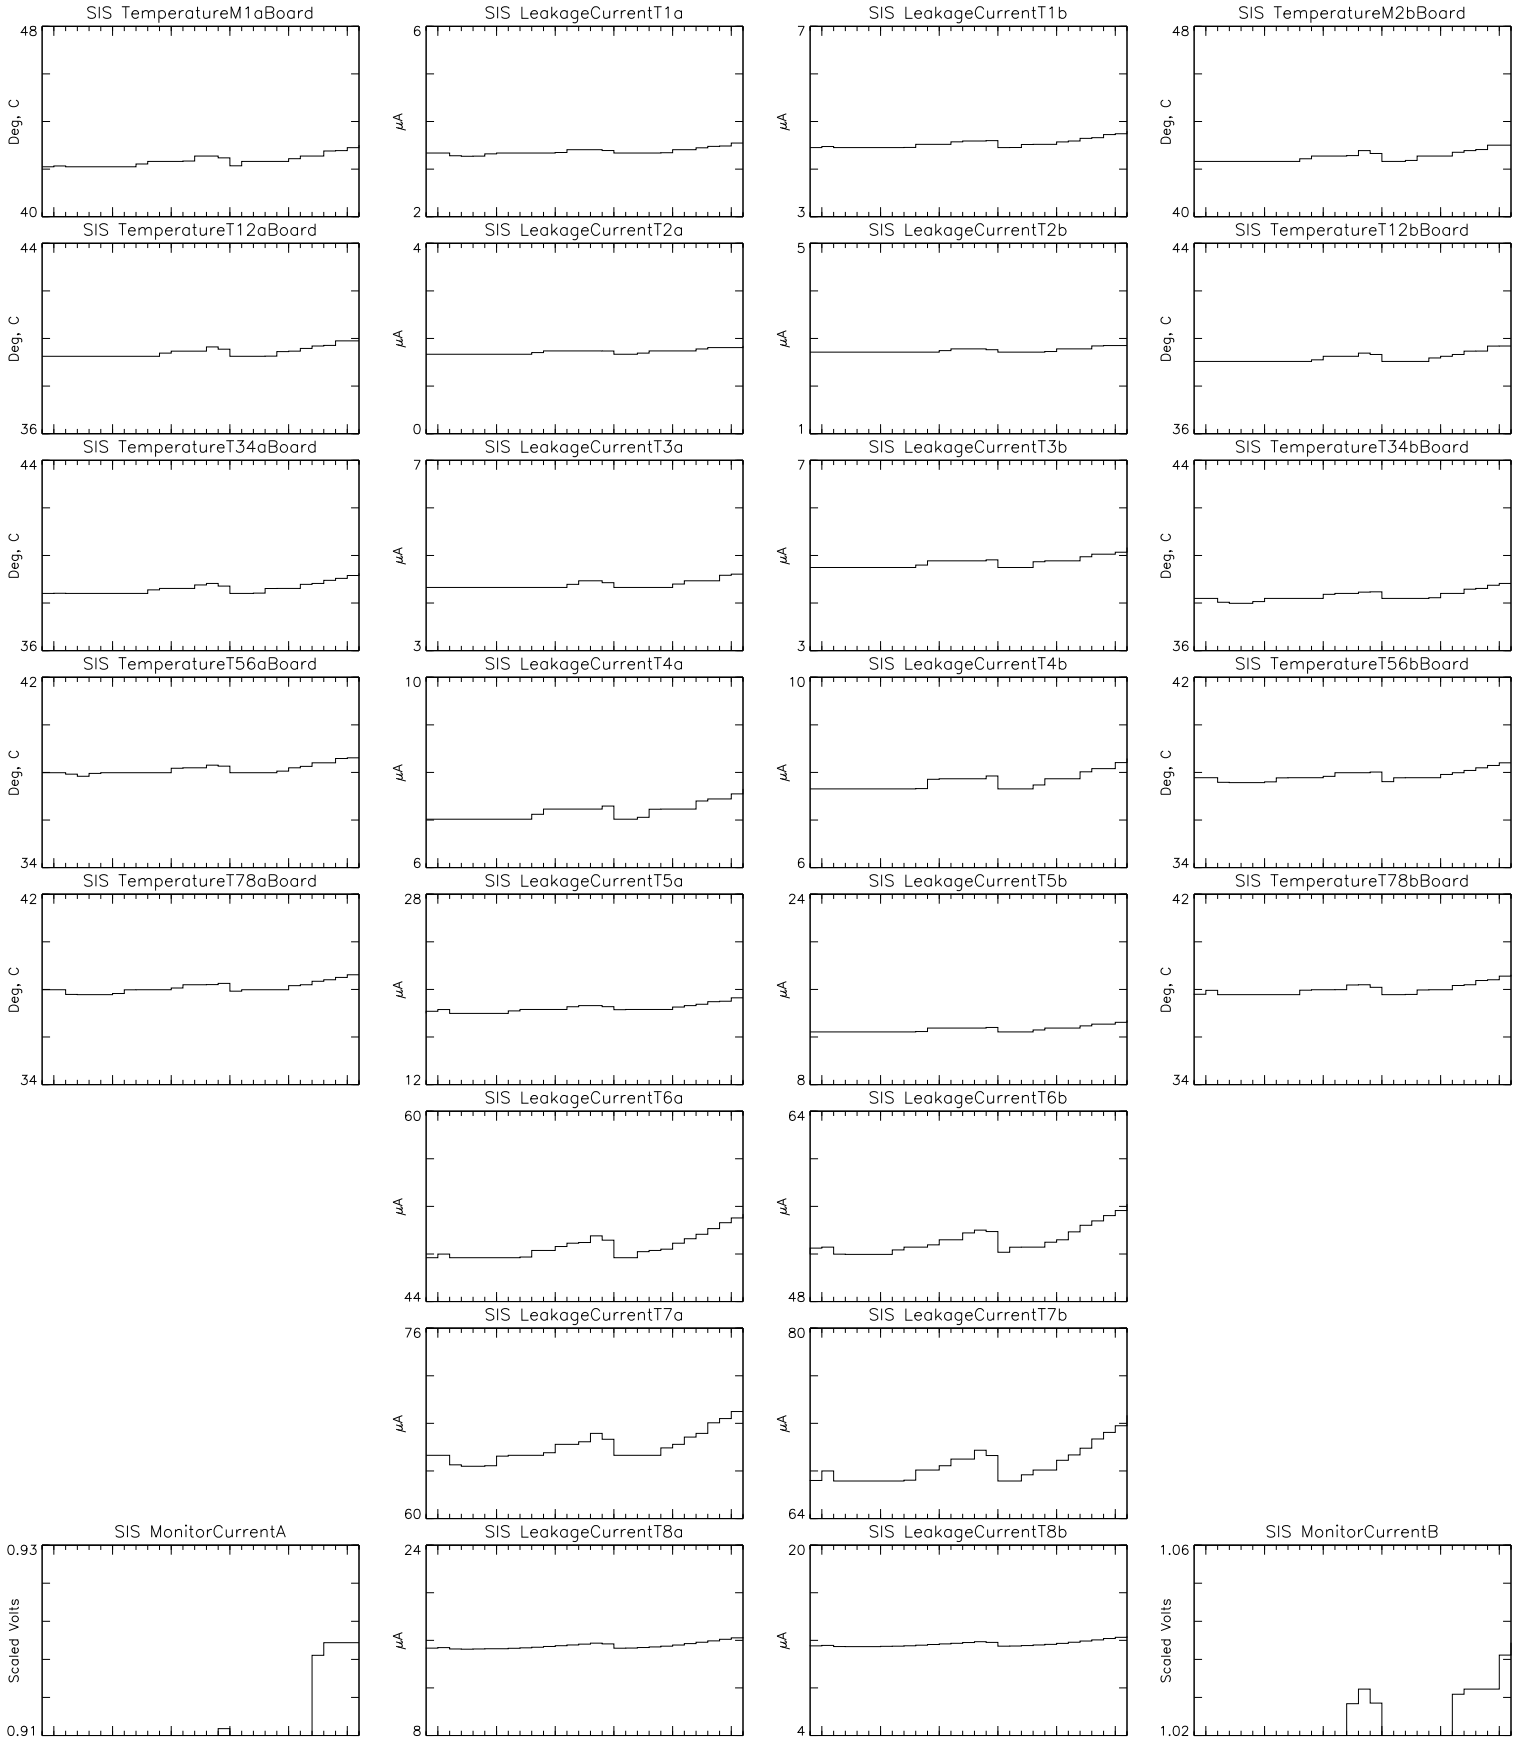 SIS TemperatureM1aBoard
SIS LeakageCurrentT1a
SIS LeakageCurrentT1b
SIS TemperatureM2bBoard
48
Deg, C
40
6
μA
2
7
μA
3
48
Deg, C
40
SIS TemperatureT12aBoard
SIS LeakageCurrentT2a
SIS LeakageCurrentT2b
SIS TemperatureT12bBoard
44
Deg, C
36
4
μA
0
5
μA
1
44
Deg, C
36
SIS TemperatureT34aBoard
SIS LeakageCurrentT3a
SIS LeakageCurrentT3b
SIS TemperatureT34bBoard
44
Deg, C
36
7
μA
3
7
μA
3
44
Deg, C
36
SIS TemperatureT56aBoard
SIS LeakageCurrentT4a
SIS LeakageCurrentT4b
SIS TemperatureT56bBoard
42
Deg, C
34
10
μA
6
10
μA
6
42
Deg, C
34
SIS TemperatureT78aBoard
SIS LeakageCurrentT5a
SIS LeakageCurrentT5b
SIS TemperatureT78bBoard
42
Deg, C
34
28
μA
12
24
μA
8
42
Deg, C
34
SIS LeakageCurrentT6a
SIS LeakageCurrentT6b
60
μA
44
64
μA
48
SIS LeakageCurrentT7a
SIS LeakageCurrentT7b
76
μA
60
80
μA
64
SIS MonitorCurrentA
SIS LeakageCurrentT8a
SIS LeakageCurrentT8b
SIS MonitorCurrentB
0.93
Scaled Volts
0.91
24
μA
8
20
μA
4
1.06
Scaled Volts
1.02